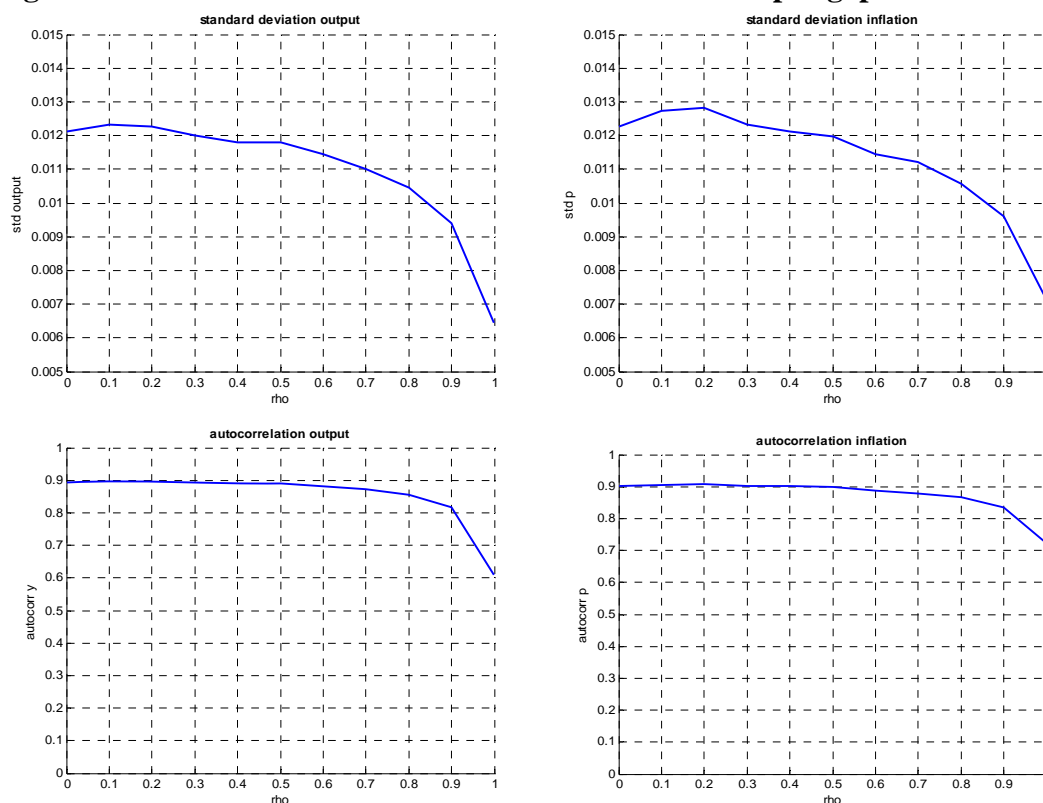 standard deviation output
0.015
0.014
0.013
0.012
0.011
0.01
0.009
0.008
0.007
0.006
0.005
std output
0 0.1 0.2 0.3 0.4 0.5 0.6 0.7 0.8 0.9 1
rho
standard deviation inflation
0.015
0.014
0.013
0.012
0.011
0.01
0.009
0.008
0.007
0.006
0.005
std p
0 0.1 0.2 0.3 0.4 0.5 0.6 0.7 0.8 0.9
rho
autocorrelation output
1
0.9
0.8
0.7
0.6
0.5
0.4
0.3
0.2
0.1
0
autocorr y
0 0.1 0.2 0.3 0.4 0.5 0.6 0.7 0.8 0.9 1
rho
autocorrelation inflation
1
0.9
0.8
0.7
0.6
0.5
0.4
0.3
0.2
0.1
0
autocorr p
0 0.1 0.2 0.3 0.4 0.5 0.6 0.7 0.8 0.9
rho